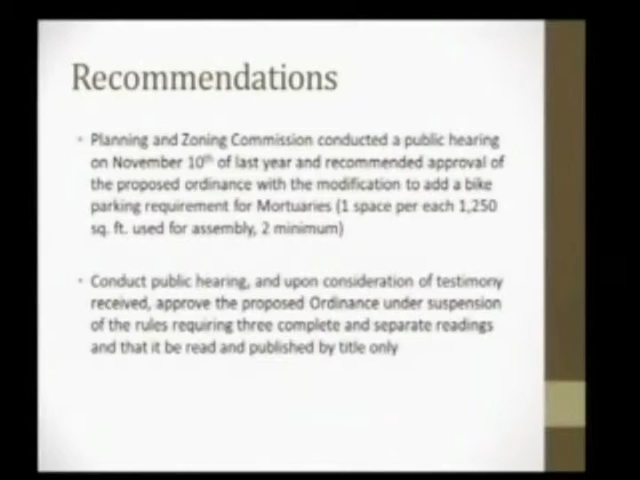 Recommendations
• Planning and Zoning Commission conducted a public hearing
on November 10th of last year and recommended approval of
the proposed ordinance with the modification to add a bike
parking requirement for Mortuaries (1 space per each 1,250
sq. ft. used for assembly, 2 minimum)
• Conduct public hearing, and upon consideration of testimony
received, approve the proposed Ordinance under suspension
of the rules requiring three complete and separate readings
and that it be read and published by title only